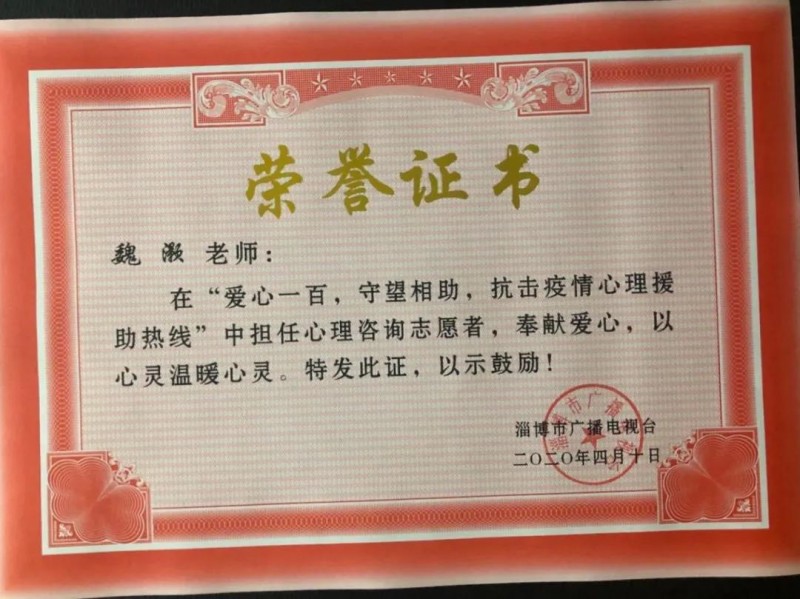 荣誉证书
魏 灏 老师：
在“爱心一百，守望相助，抗击疫情心理援
助热线”中担任心理咨询志愿者，奉献爱心，以
心灵温暖心灵。特发此证，以示鼓励！
淄博市广播电视台
二〇二〇年四月十日